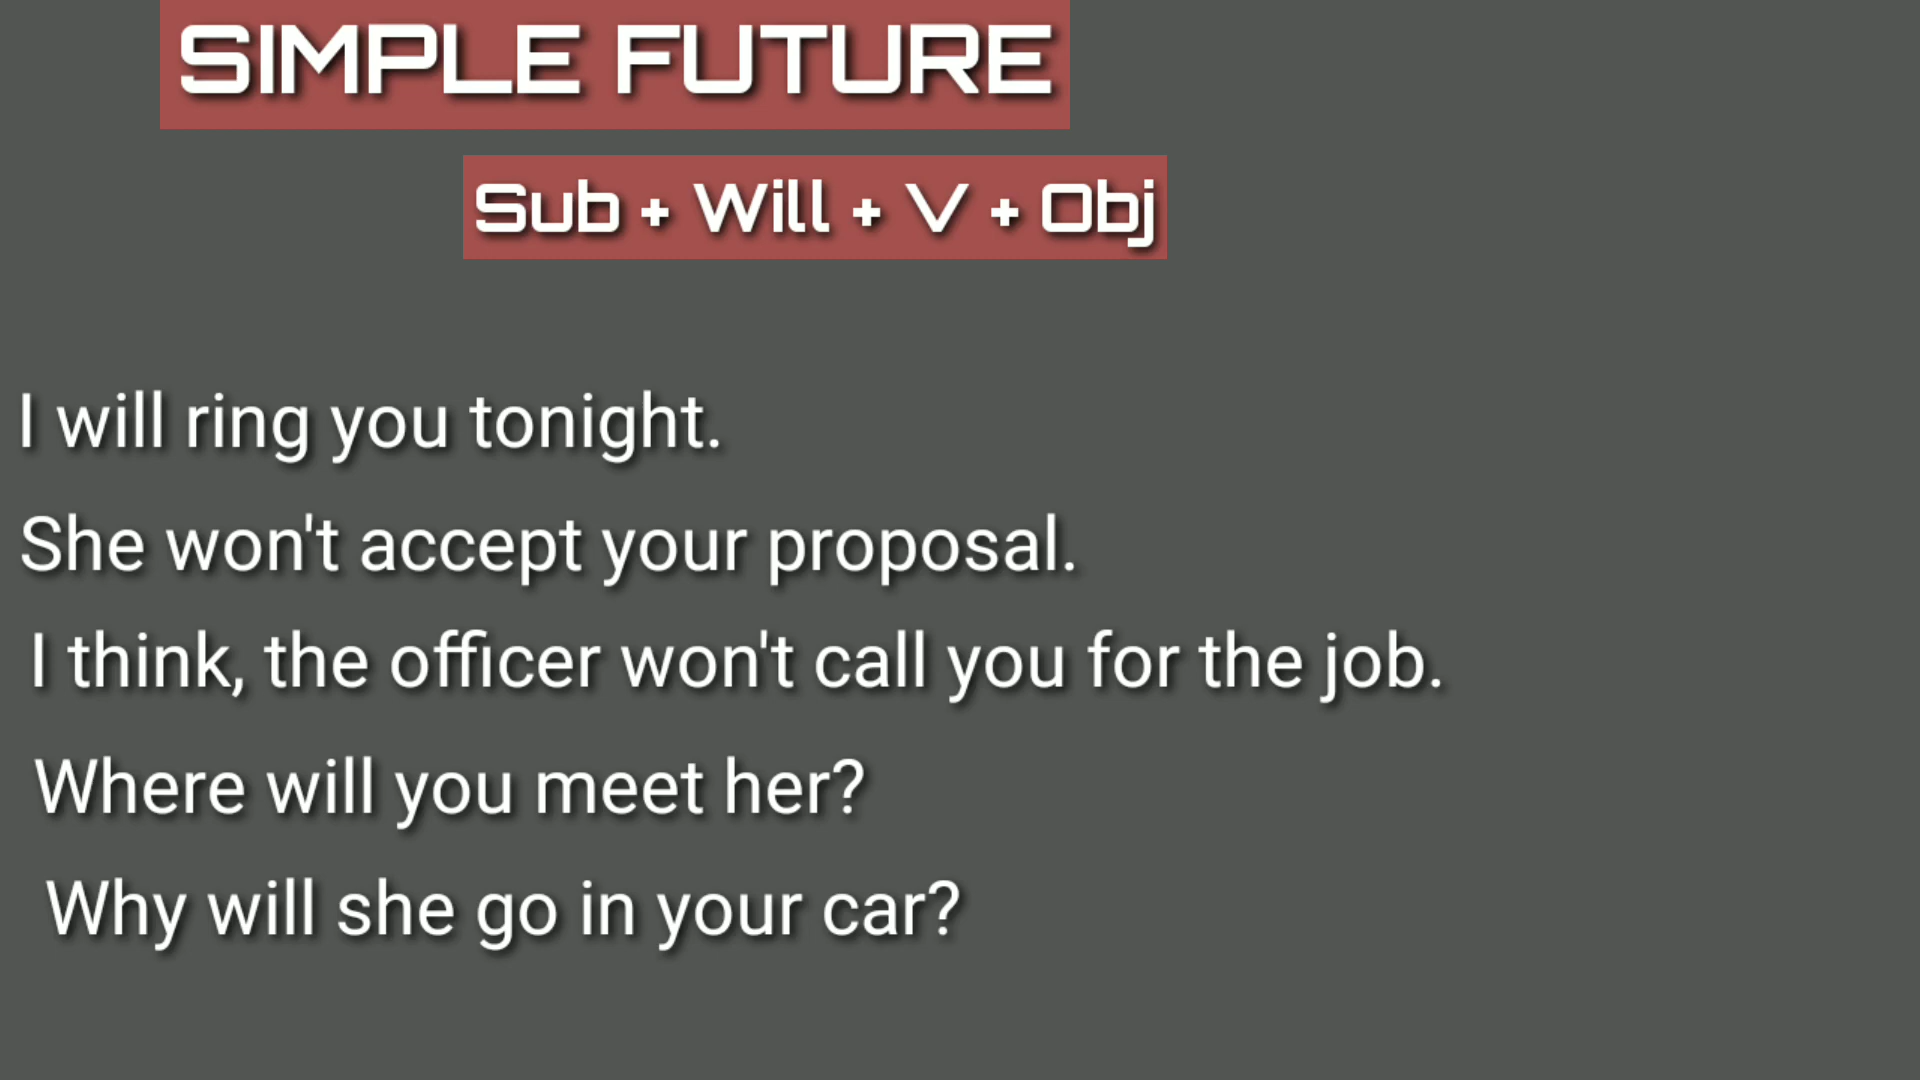 SIMPLE FUTURE
Sub + Will + V + Obj
I will ring you tonight.
She won't accept your proposal.
I think, the officer won't call you for the job.
Where will you meet her?
Why will she go in your car?